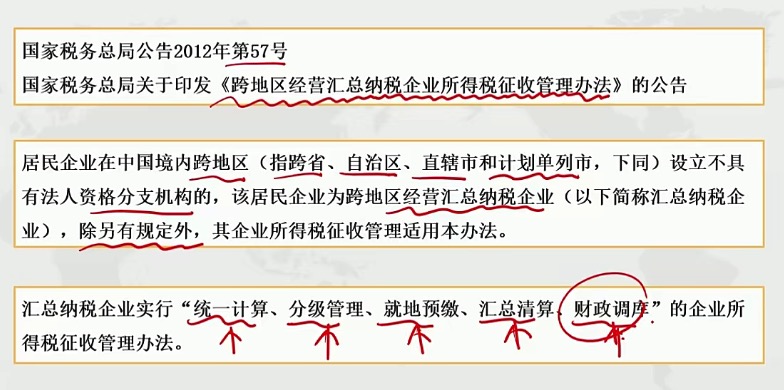 国家税务总局公告2012年第57号
国家税务总局关于印发《跨地区经营汇总纳税企业所得税征收管理办法》的公告
居民企业在中国境内跨地区（指跨省、自治区、直辖市和计划单列市，下同）设立不具
有法人资格分支机构的，该居民企业为跨地区经营汇总纳税企业（以下简称汇总纳税企
业），除另有规定外，其企业所得税征收管理适用本办法。
汇总纳税企业实行“统一计算、分级管理、就地预缴、汇总清算、财政调库”的企业所
得税征收管理办法。